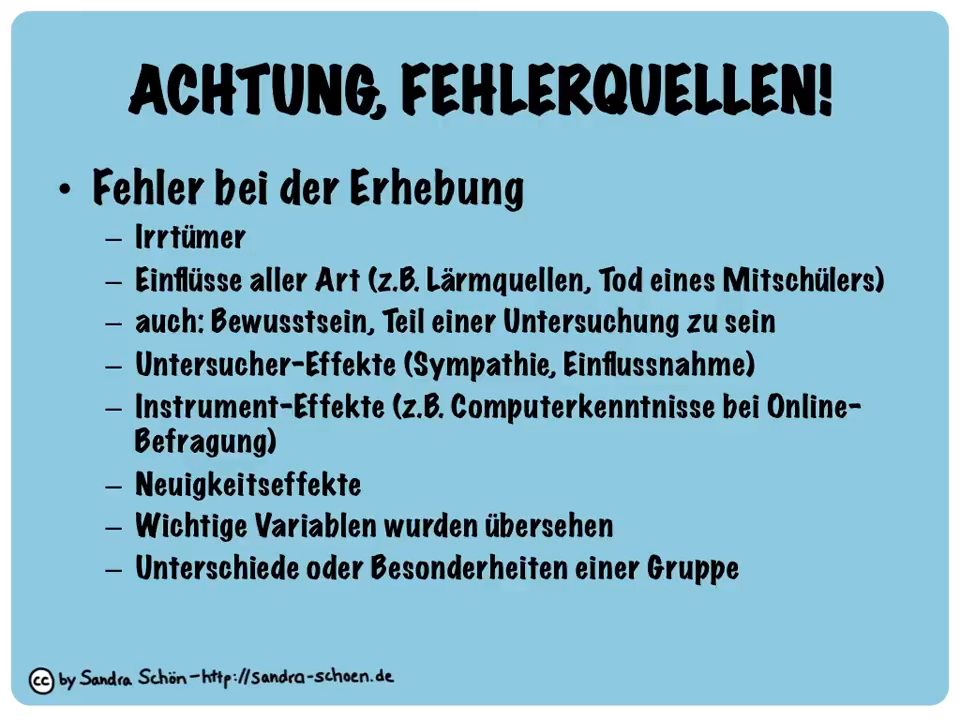 ACHTUNG, FEHLERQUELLEN!
• Fehler bei der Erhebung
– Irrtümer
– Einflüsse aller Art (z.B. Lärmquellen, Tod eines Mitschülers)
– auch: Bewusstsein, Teil einer Untersuchung zu sein
– Untersucher-Effekte (Sympathie, Einflussnahme)
– Instrument-Effekte (z.B. Computerkenntnisse bei Online-
Befragung)
– Neuigkeitseffekte
– Wichtige Variablen wurden übersehen
– Unterschiede oder Besonderheiten einer Gruppe
cc by Sandra Schön – http://sandra-schoen.de